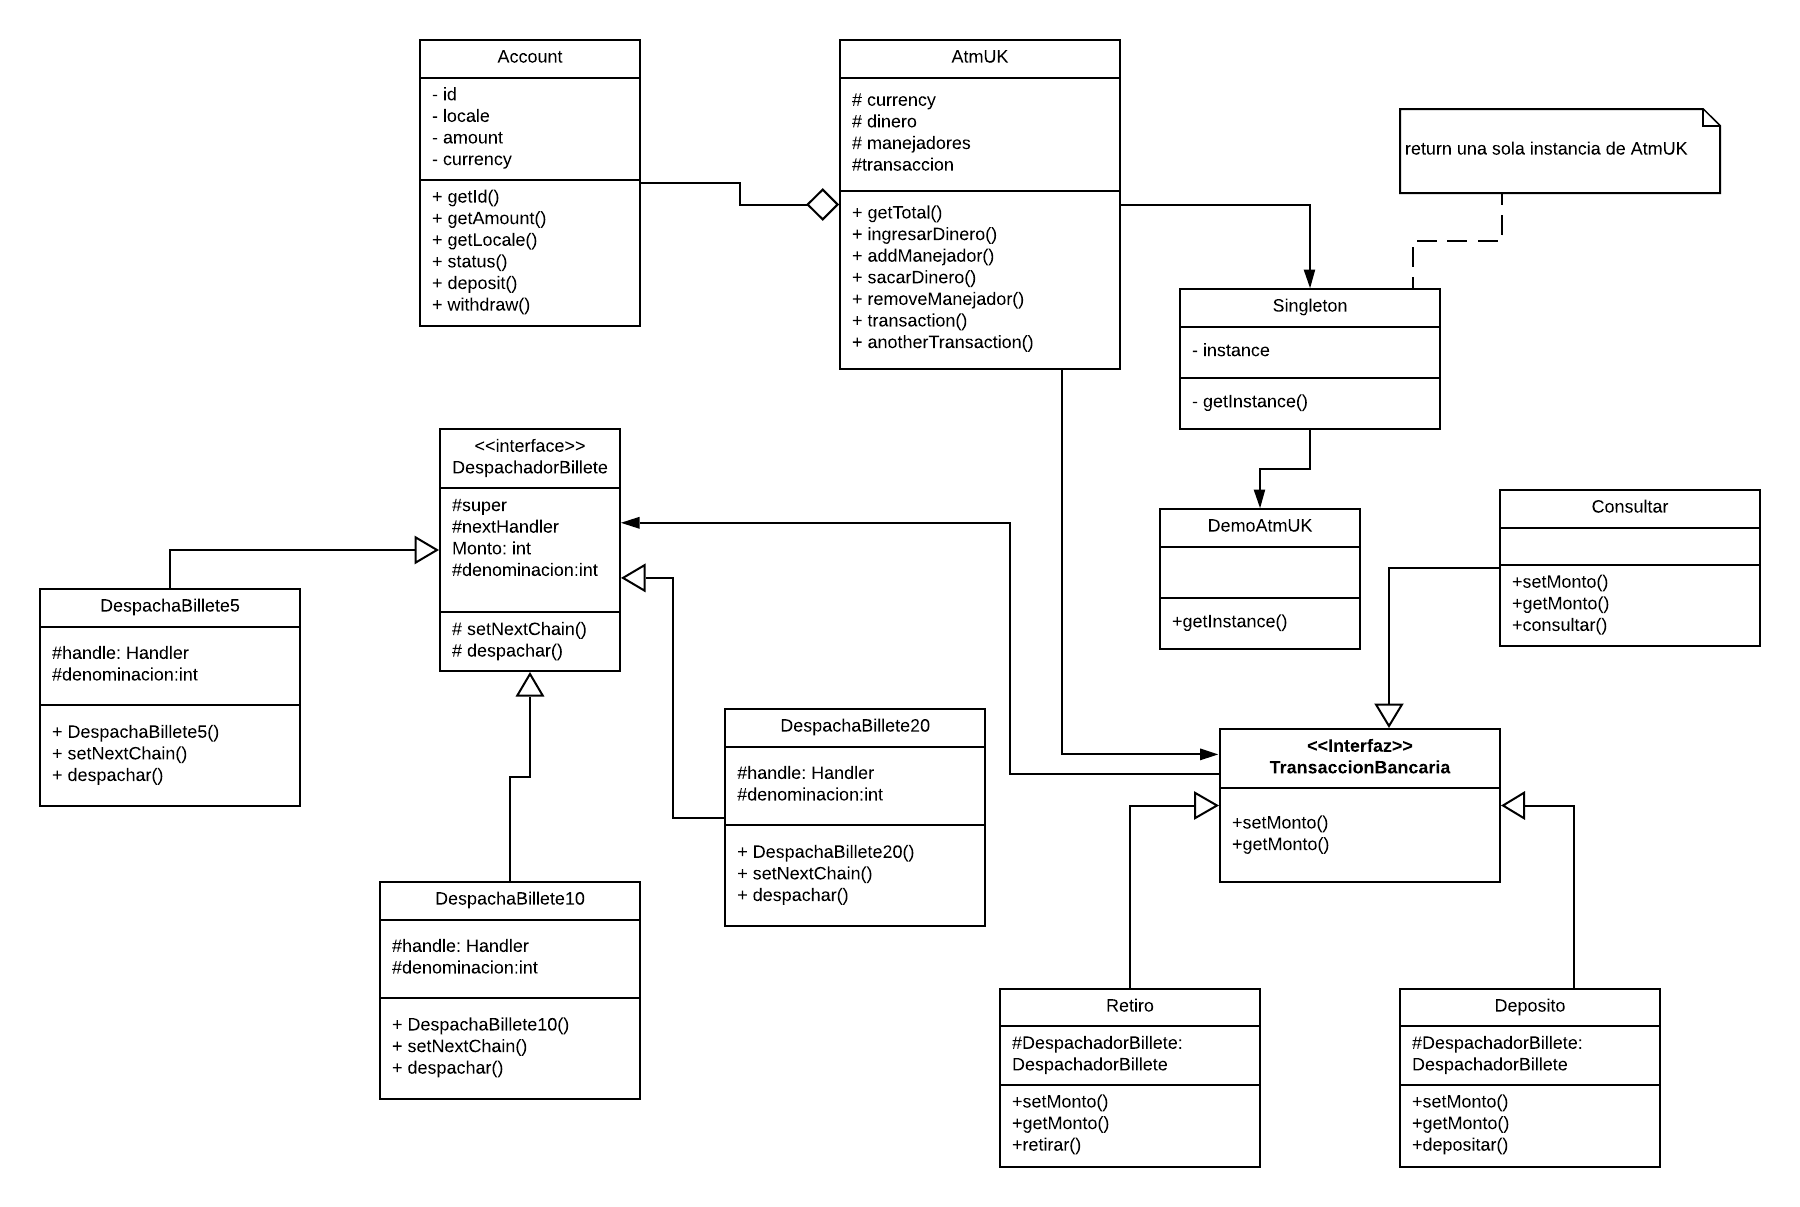 Account
- id
- locale
- amount
- currency
+ getId()
+ getAmount()
+ getLocale()
+ status()
+ deposit()
+ withdraw()
AtmUK
# currency
# dinero
# manejadores
#transaccion
+ getTotal()
+ ingresarDinero()
+ addManejador()
+ sacarDinero()
+ removeManejador()
+ transaction()
+ anotherTransaction()
return una sola instancia de AtmUK
Singleton
- instance
- getInstance()
<<interface>>
DespachadorBillete
#super
#nextHandler
Monto: int
#denominacion:int
# setNextChain()
# despachar()
DemoAtmUK
+getInstance()
Consultar
+setMonto()
+getMonto()
+consultar()
DespachaBillete5
#handle: Handler
#denominacion:int
+ DespachaBillete5()
+ setNextChain()
+ despachar()
DespachaBillete20
#handle: Handler
#denominacion:int
+ DespachaBillete20()
+ setNextChain()
+ despachar()
<<Interfaz>>
TransaccionBancaria
+setMonto()
+getMonto()
DespachaBillete10
#handle: Handler
#denominacion:int
+ DespachaBillete10()
+ setNextChain()
+ despachar()
Retiro
#DespachadorBillete:
DespachadorBillete
+setMonto()
+getMonto()
+retirar()
Deposito
#DespachadorBillete:
DespachadorBillete
+setMonto()
+getMonto()
+depositar()